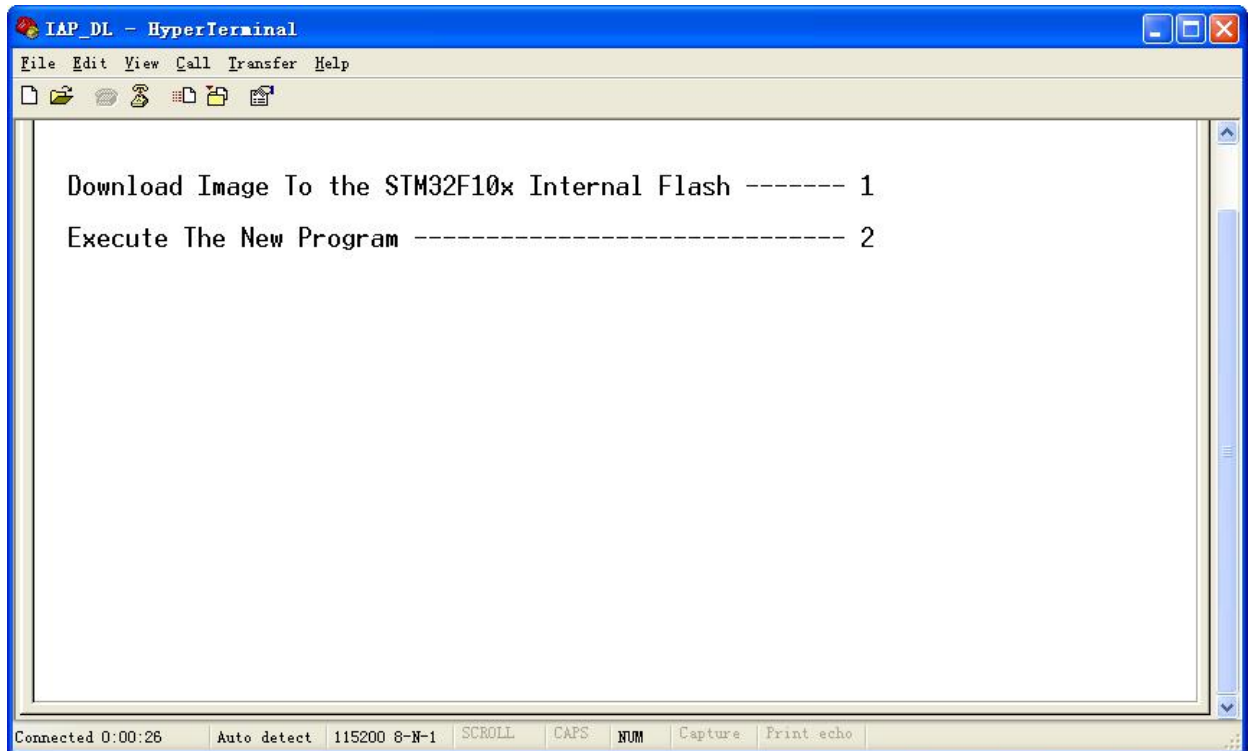 IAP_DL - HyperTerminal
File Edit View Call Transfer Help
Download Image To the STM32F10x Internal Flash ------- 1
Execute The New Program ------------------------------ 2
Connected 0:00:26 Auto detect 115200 8-N-1 SCROLL CAPS NUM Capture Print echo